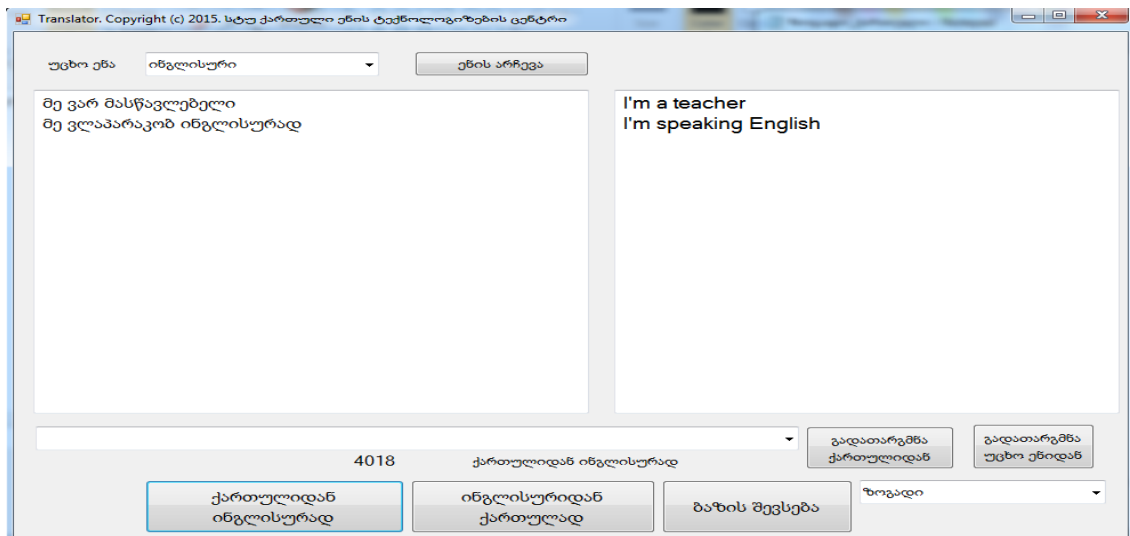 Translator. Copyright (c) 2015. სტუ ქართული ენის ტექნოლოგიზების ცენტრი
უცხო ენა ინგლისური ენის არჩევა
მე ვარ მასწავლებელი
მე ვლაპარაკობ ინგლისურად
I'm a teacher
I'm speaking English
გადათარგმნა
ქართულიდან
გადათარგმნა
უცხო ენიდან
4018 ქართულიდან ინგლისურად
ქართულიდან
ინგლისურად
ინგლისურიდან
ქართულად
ბაზის შევსება
ზოგადი